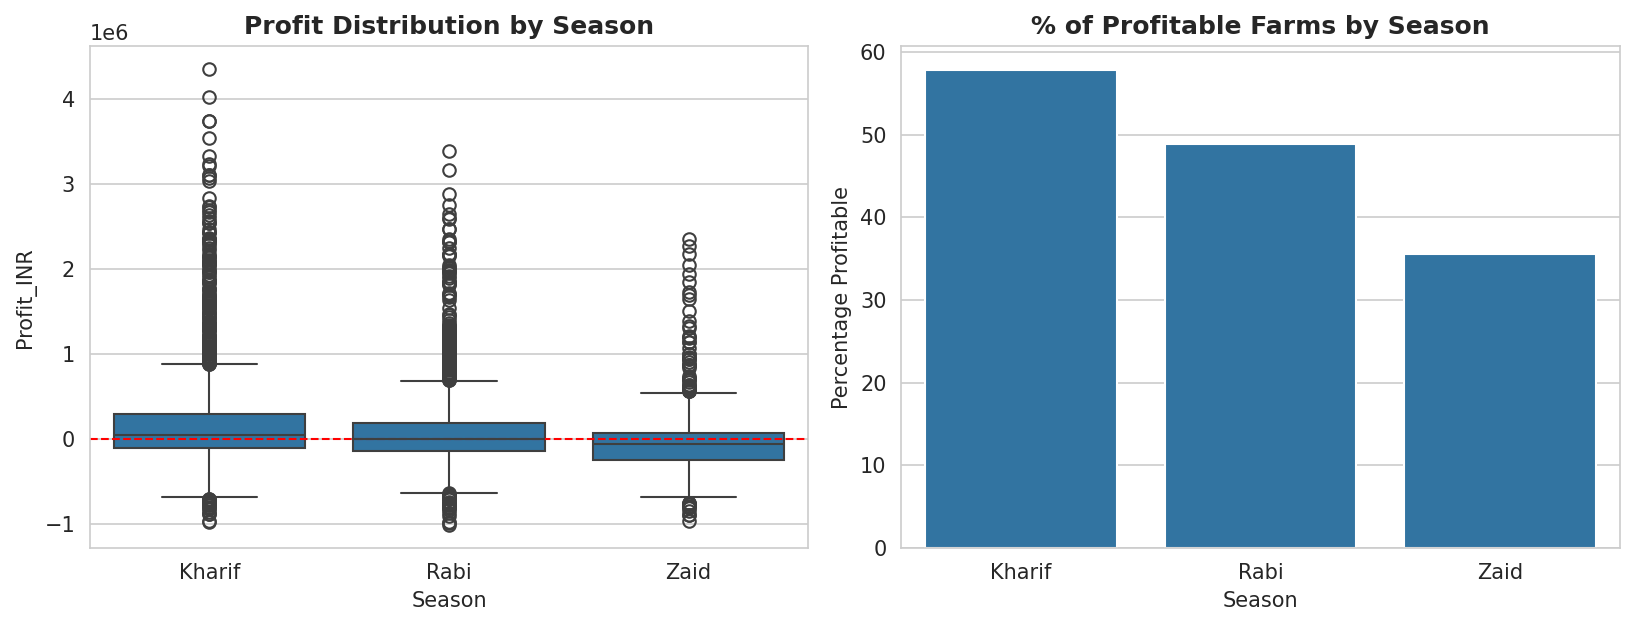 Profit Distribution by Season
1e6
4
3
2
1
0
−1
Profit_INR
Kharif
Rabi
Zaid
Season
% of Profitable Farms by Season
60
50
40
30
20
10
0
Percentage Profitable
Kharif
Rabi
Zaid
Season